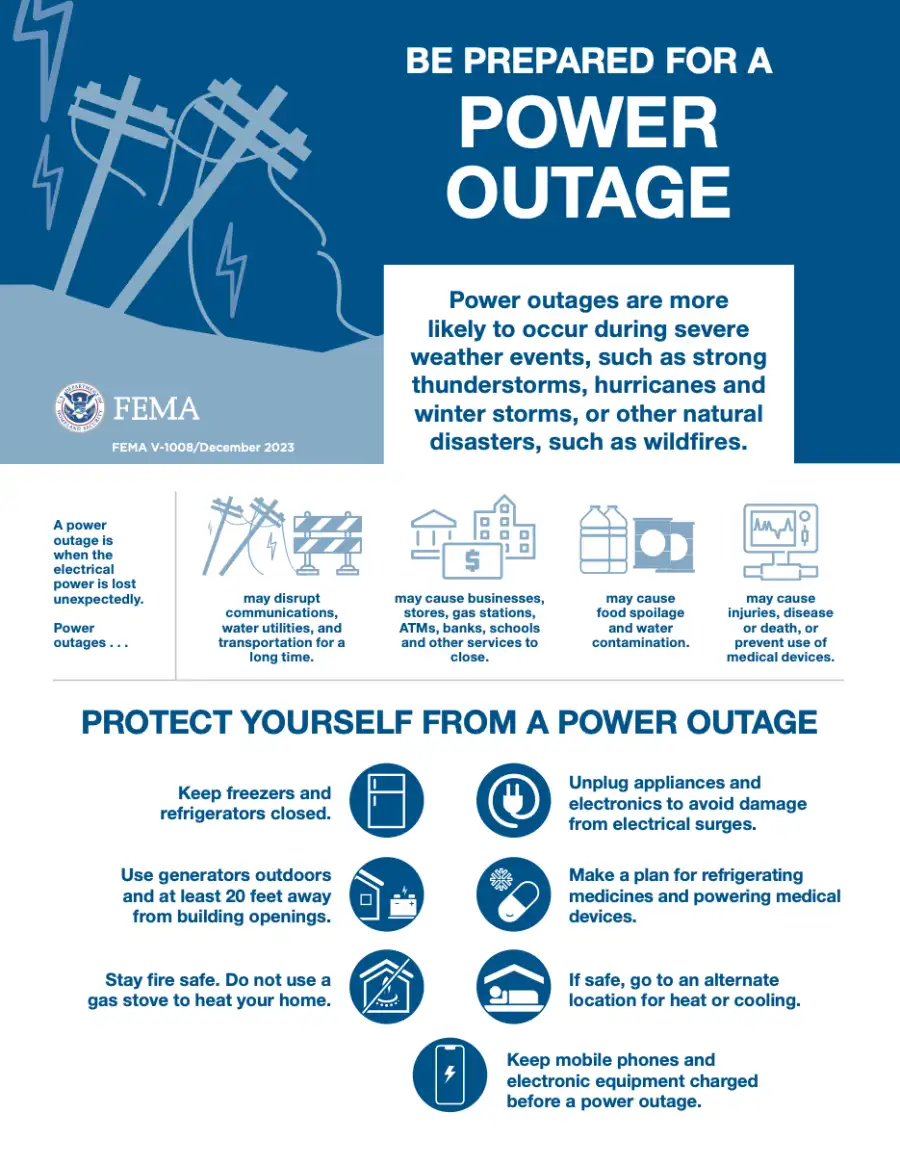 BE PREPARED FOR A
POWER
OUTAGE
Power outages are more
likely to occur during severe
weather events, such as strong
thunderstorms, hurricanes and
winter storms, or other natural
disasters, such as wildfires.
U.S. DEPARTMENT OF
HOMELAND SECURITY
FEMA
FEMA V-1008/December 2023
A power
outage is
when the
electrical
power is lost
unexpectedly.
Power
outages . . .
may disrupt
communications,
water utilities, and
transportation for a
long time.
$
may cause businesses,
stores, gas stations,
ATMs, banks, schools
and other services to
close.
may cause
food spoilage
and water
contamination.
may cause
injuries, disease
or death, or
prevent use of
medical devices.
PROTECT YOURSELF FROM A POWER OUTAGE
Keep freezers and
refrigerators closed.
Unplug appliances and
electronics to avoid damage
from electrical surges.
Use generators outdoors
and at least 20 feet away
from building openings.
Make a plan for refrigerating
medicines and powering medical
devices.
Stay fire safe. Do not use a
gas stove to heat your home.
If safe, go to an alternate
location for heat or cooling.
Keep mobile phones and
electronic equipment charged
before a power outage.